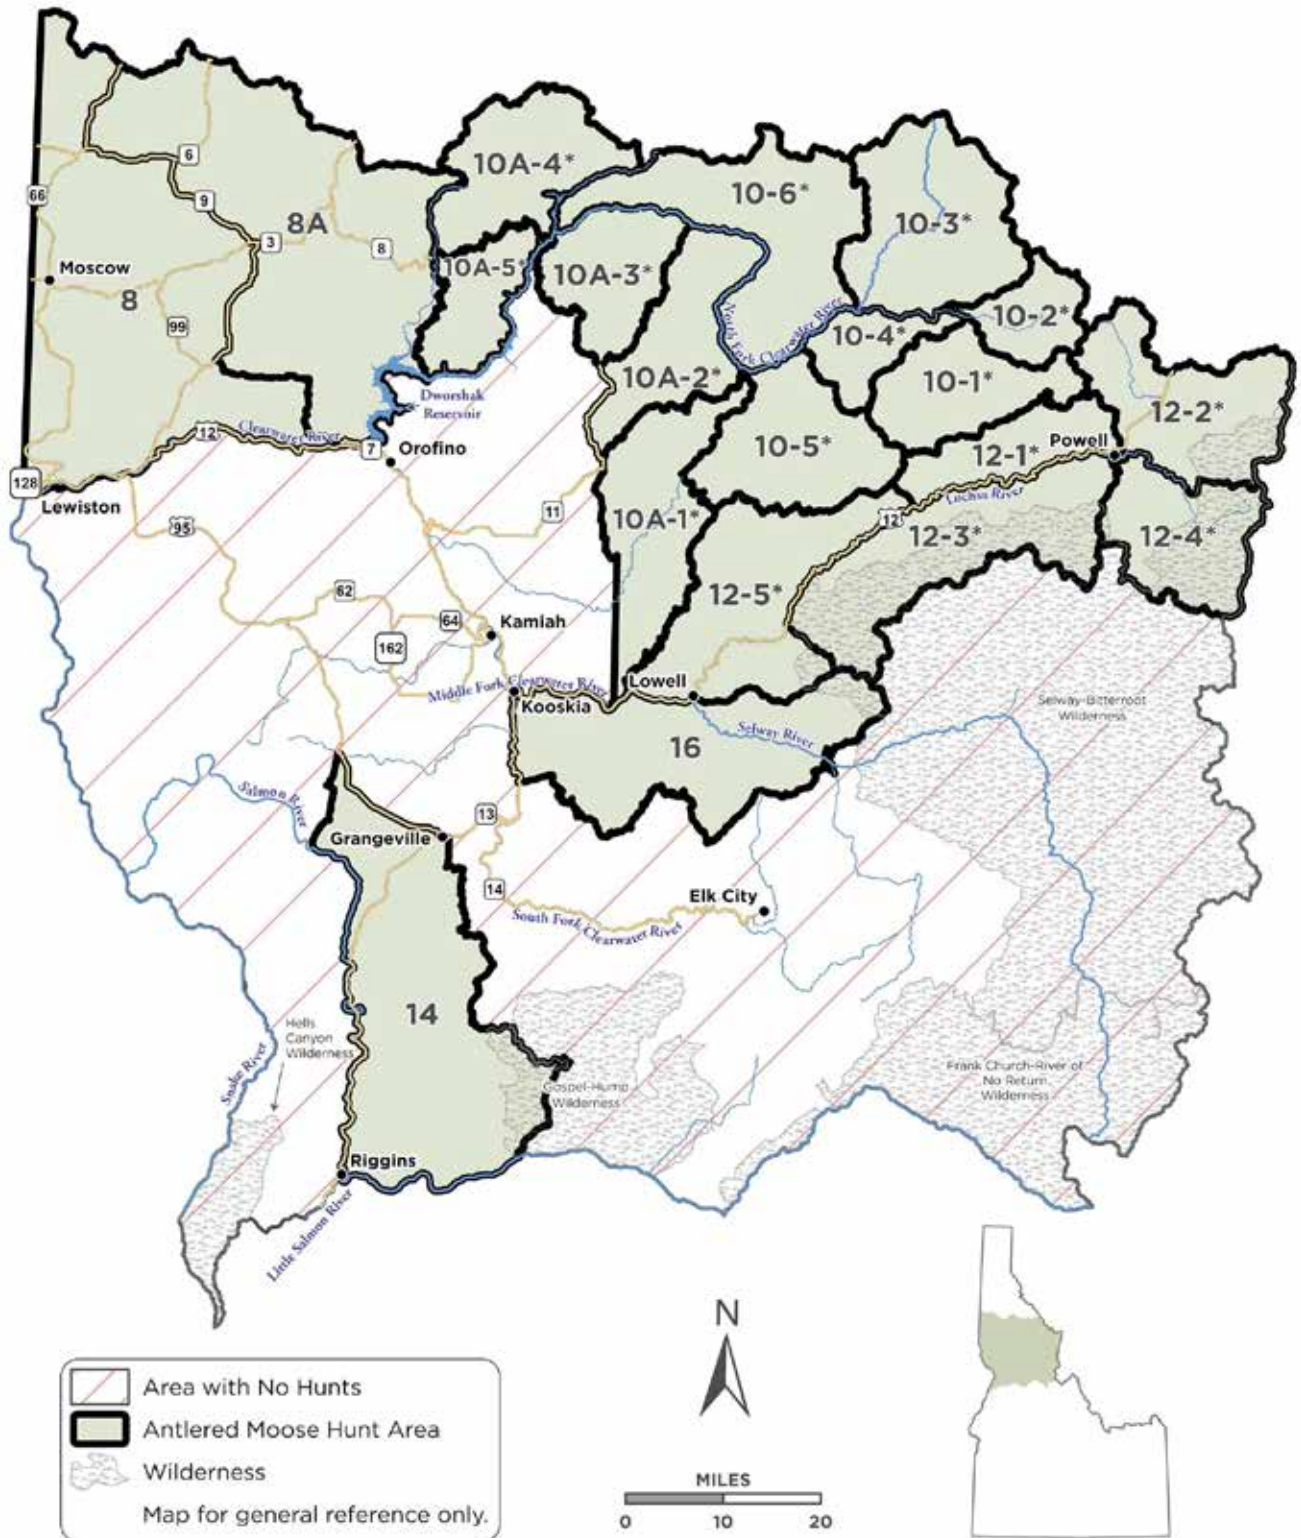 10A-4*
6
10-6*
66
9
10-3*
8A
3
8
Moscow
10A-5*
10A-3*
8
99
North Fork Clearwater River
10-4*
10-2*
10A-2*
10-1*
Dworshak
Reservoir
12-2*
12
Clearwater River
7
Orofino
10-5*
Powell
12-1*
128
Lewiston
Lochsa River
95
11
10A-1*
12
12-3*
12-4*
62
12-5*
64
Kamiah
162
Middle Fork Clearwater River
Lowell
Kooskia
Selway-Bitterroot
Wilderness
16
Selway River
Salmon River
13
Grangeville
14
Elk City
South Fork Clearwater River
14
Hells
Canyon
Wilderness
Snake River
Gospel-Hump
Wilderness
Frank Church-River of
No Return
Wilderness
Riggins
Little Salmon River
N
Area with No Hunts
Antlered Moose Hunt Area
Wilderness
Map for general reference only.
MILES
0 10 20